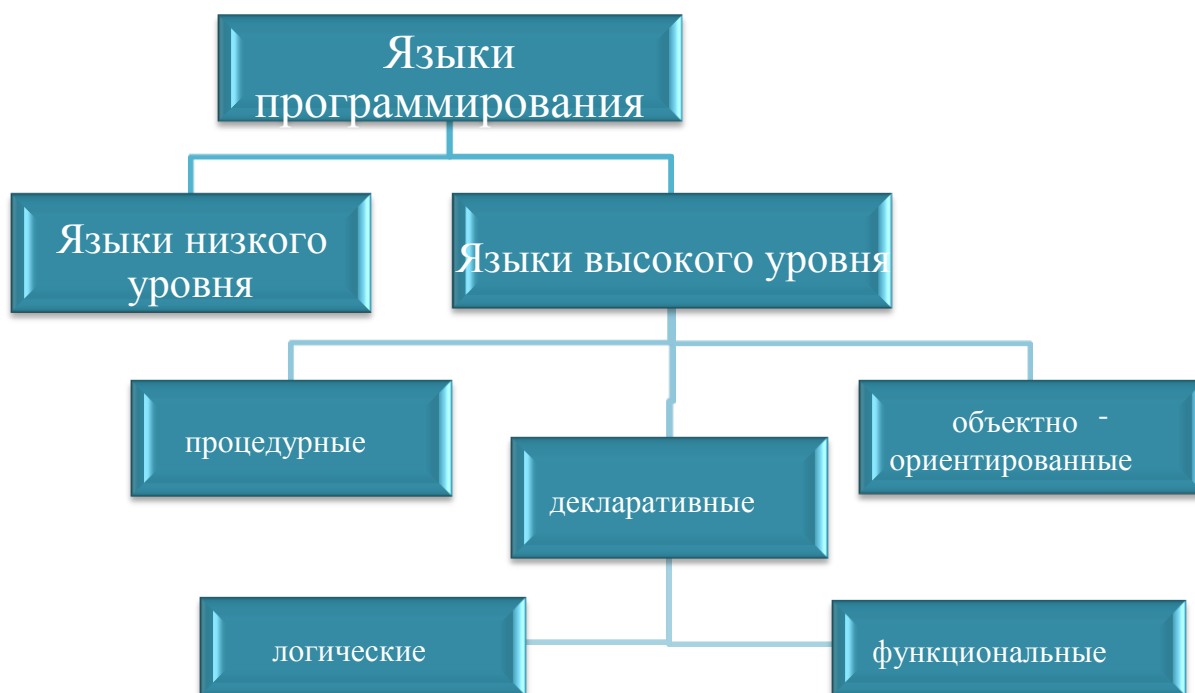 Языки
программирования
Языки низкого
уровня
Языки высокого уровня
процедурные
объектно -
ориентированные
декларативные
логические
функциональные